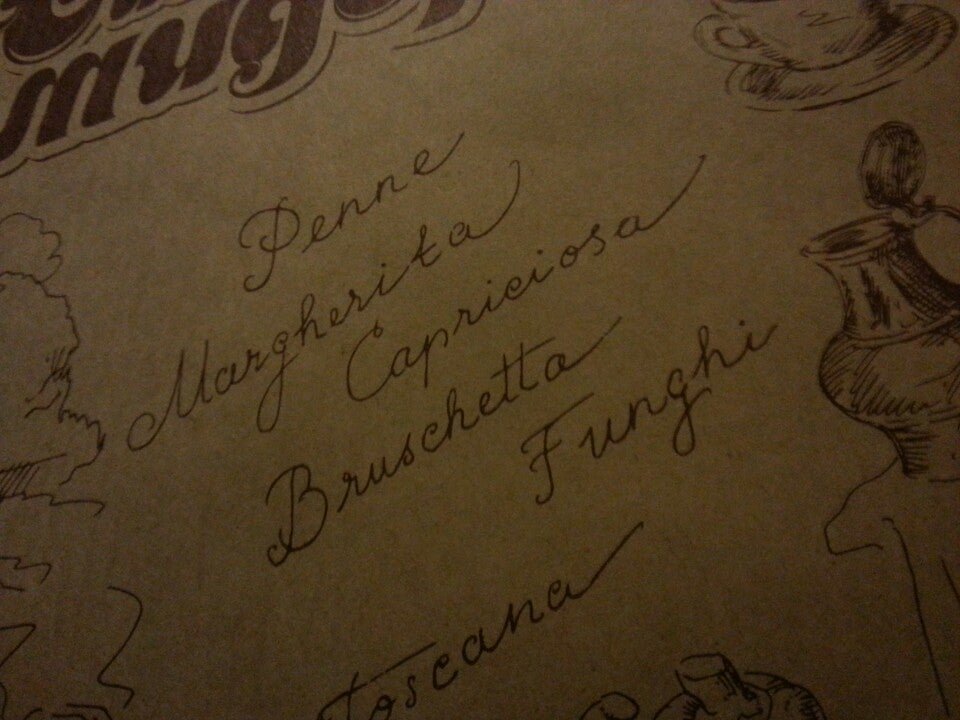 Penne
Margherita
Capriciosa
Bruschetta
Funghi
Toscana